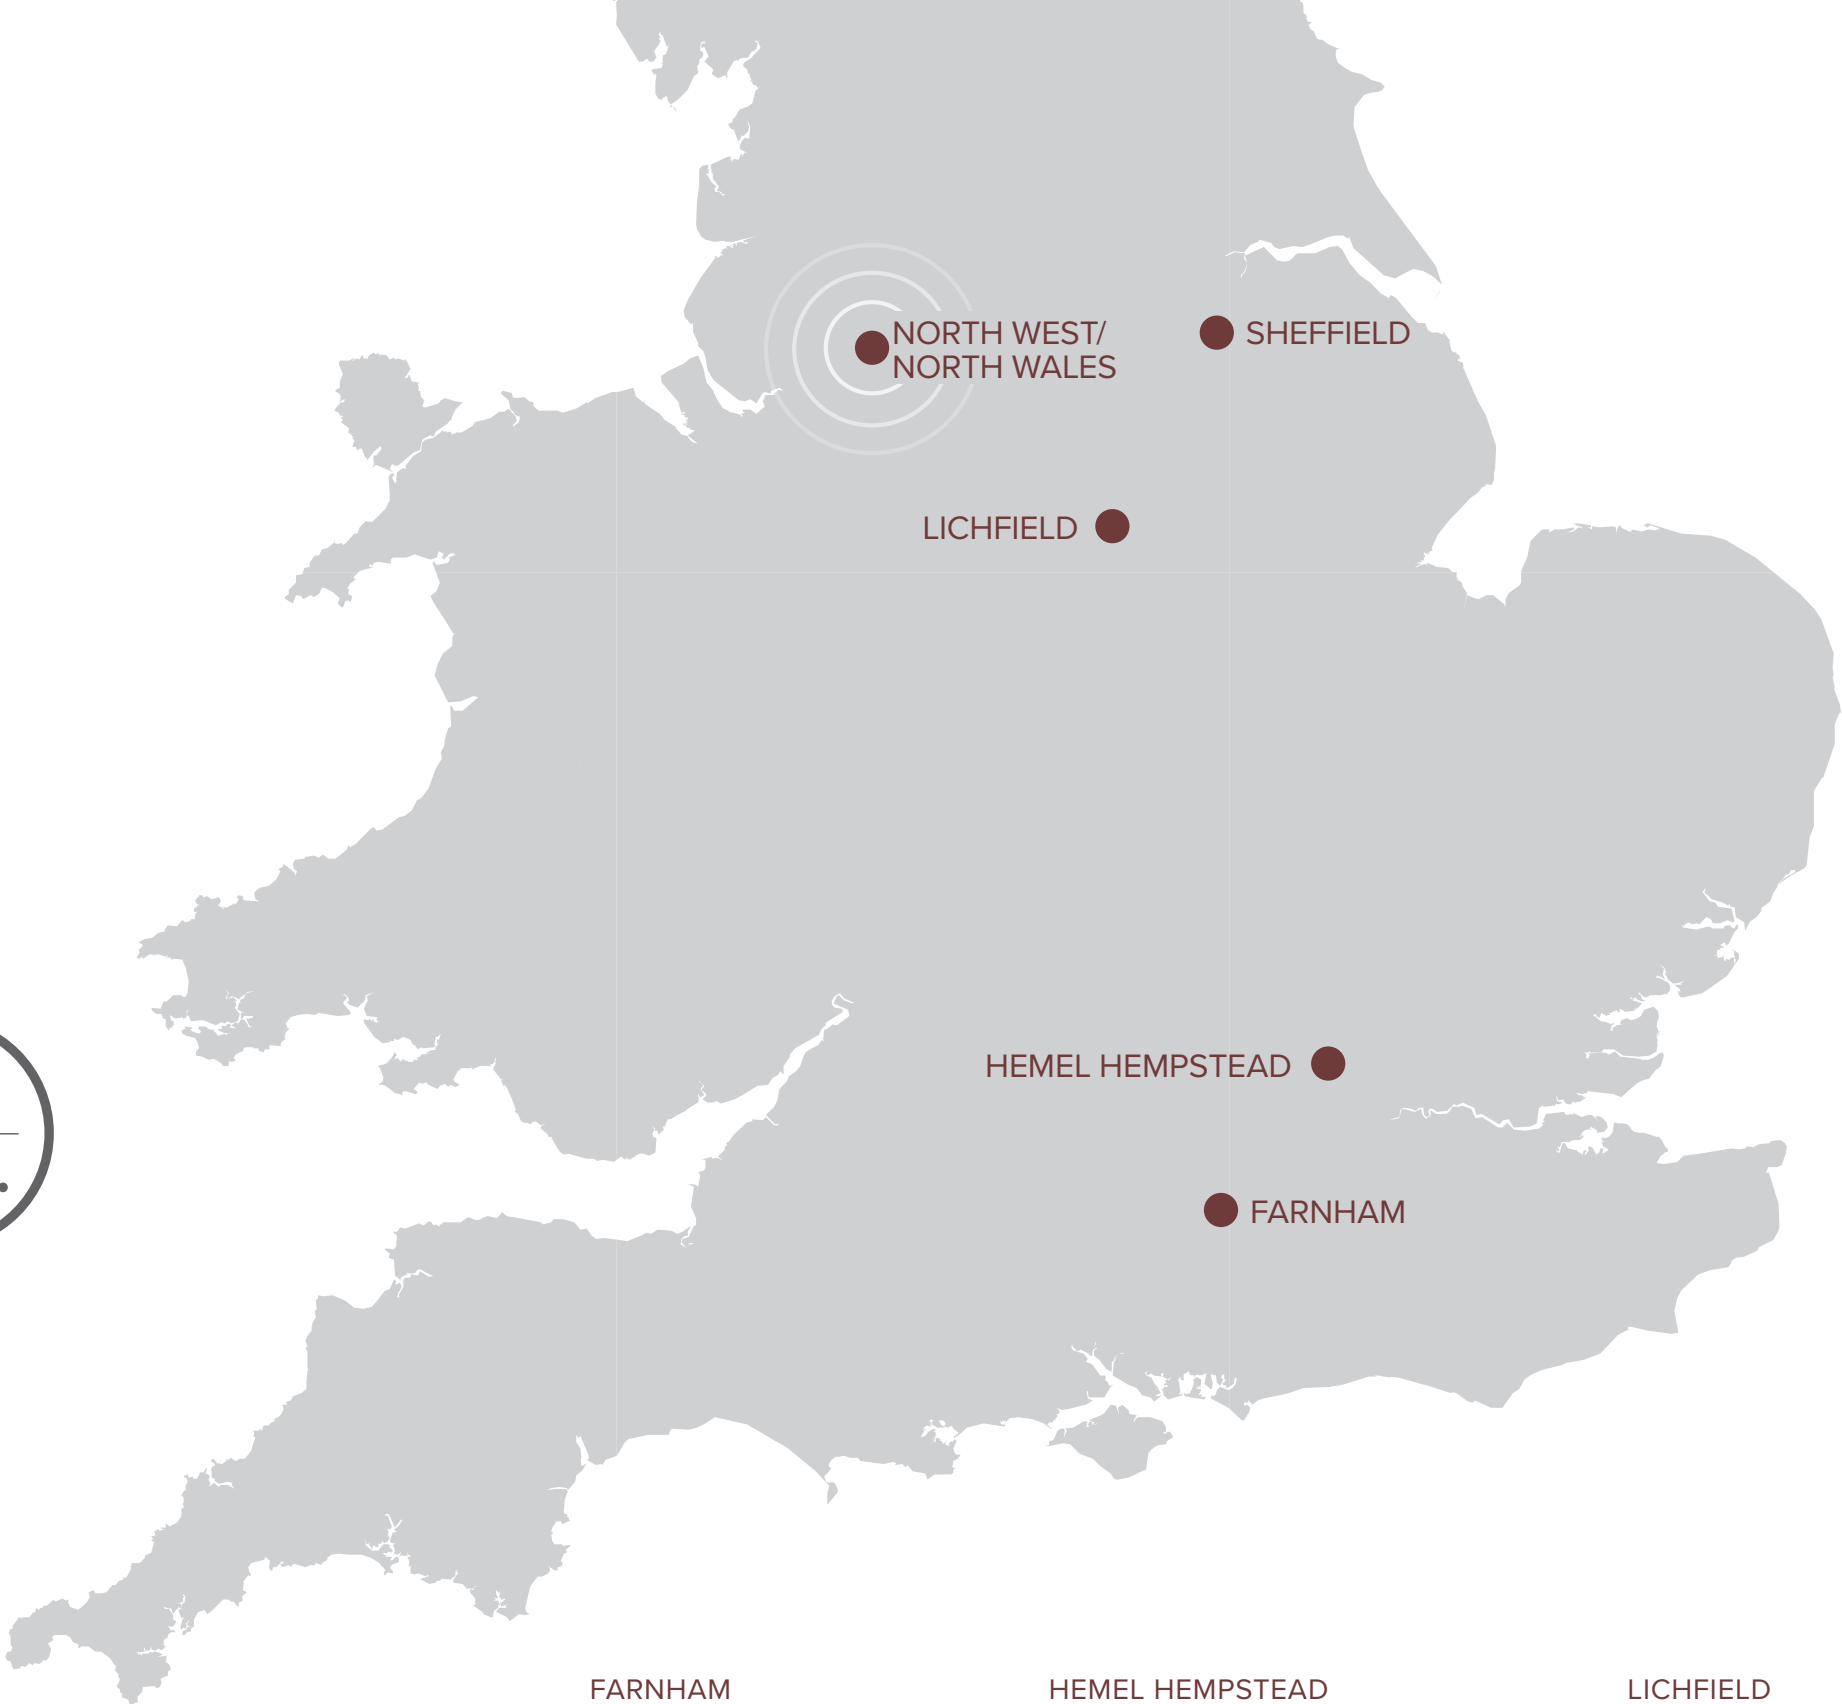 NORTH WEST/
NORTH WALES
SHEFFIELD
LICHFIELD
HEMEL HEMPSTEAD
FARNHAM
FARNHAM
HEMEL HEMPSTEAD
LICHFIELD